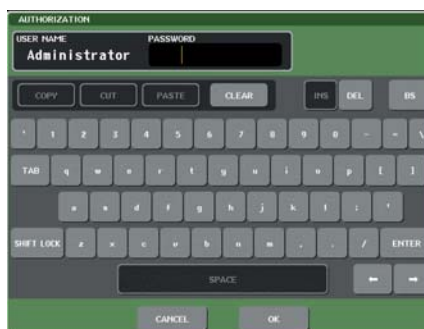 AUTHORIZATION
USER NAME PASSWORD
Administrator
COPY CUT PASTE CLEAR INS DEL BS
' 1 2 3 4 5 6 7 8 9 0 - = \
TAB q w e r t y u i o p [ ]
a s d f g h j k l ; '
SHIFT LOCK z x c v b n m , . / ENTER
SPACE ← →
CANCEL OK